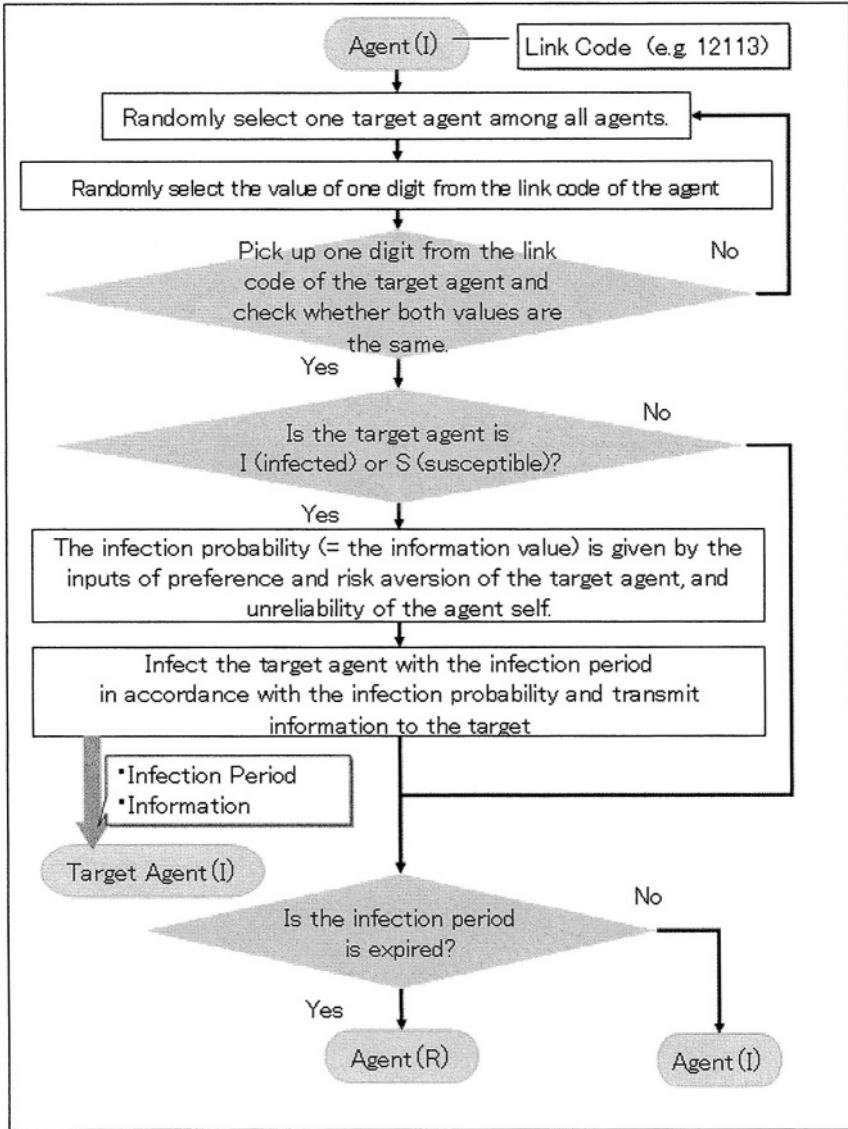 Agent(I)
Link Code (e.g. 12113)
Randomly select one target agent among all agents.
Randomly select the value of one digit from the link code of the agent
Pick up one digit from the link
code of the target agent and
check whether both values are
the same.
No
Yes
Is the target agent is
I (infected) or S (susceptible)?
No
Yes
The infection probability (= the information value) is given by the
inputs of preference and risk aversion of the target agent, and
unreliability of the agent self.
Infect the target agent with the infection period
in accordance with the infection probability and transmit
information to the target
▪Infection Period
▪Information
Target Agent(I)
Is the infection period
is expired?
No
Yes
Agent(R)
Agent(I)